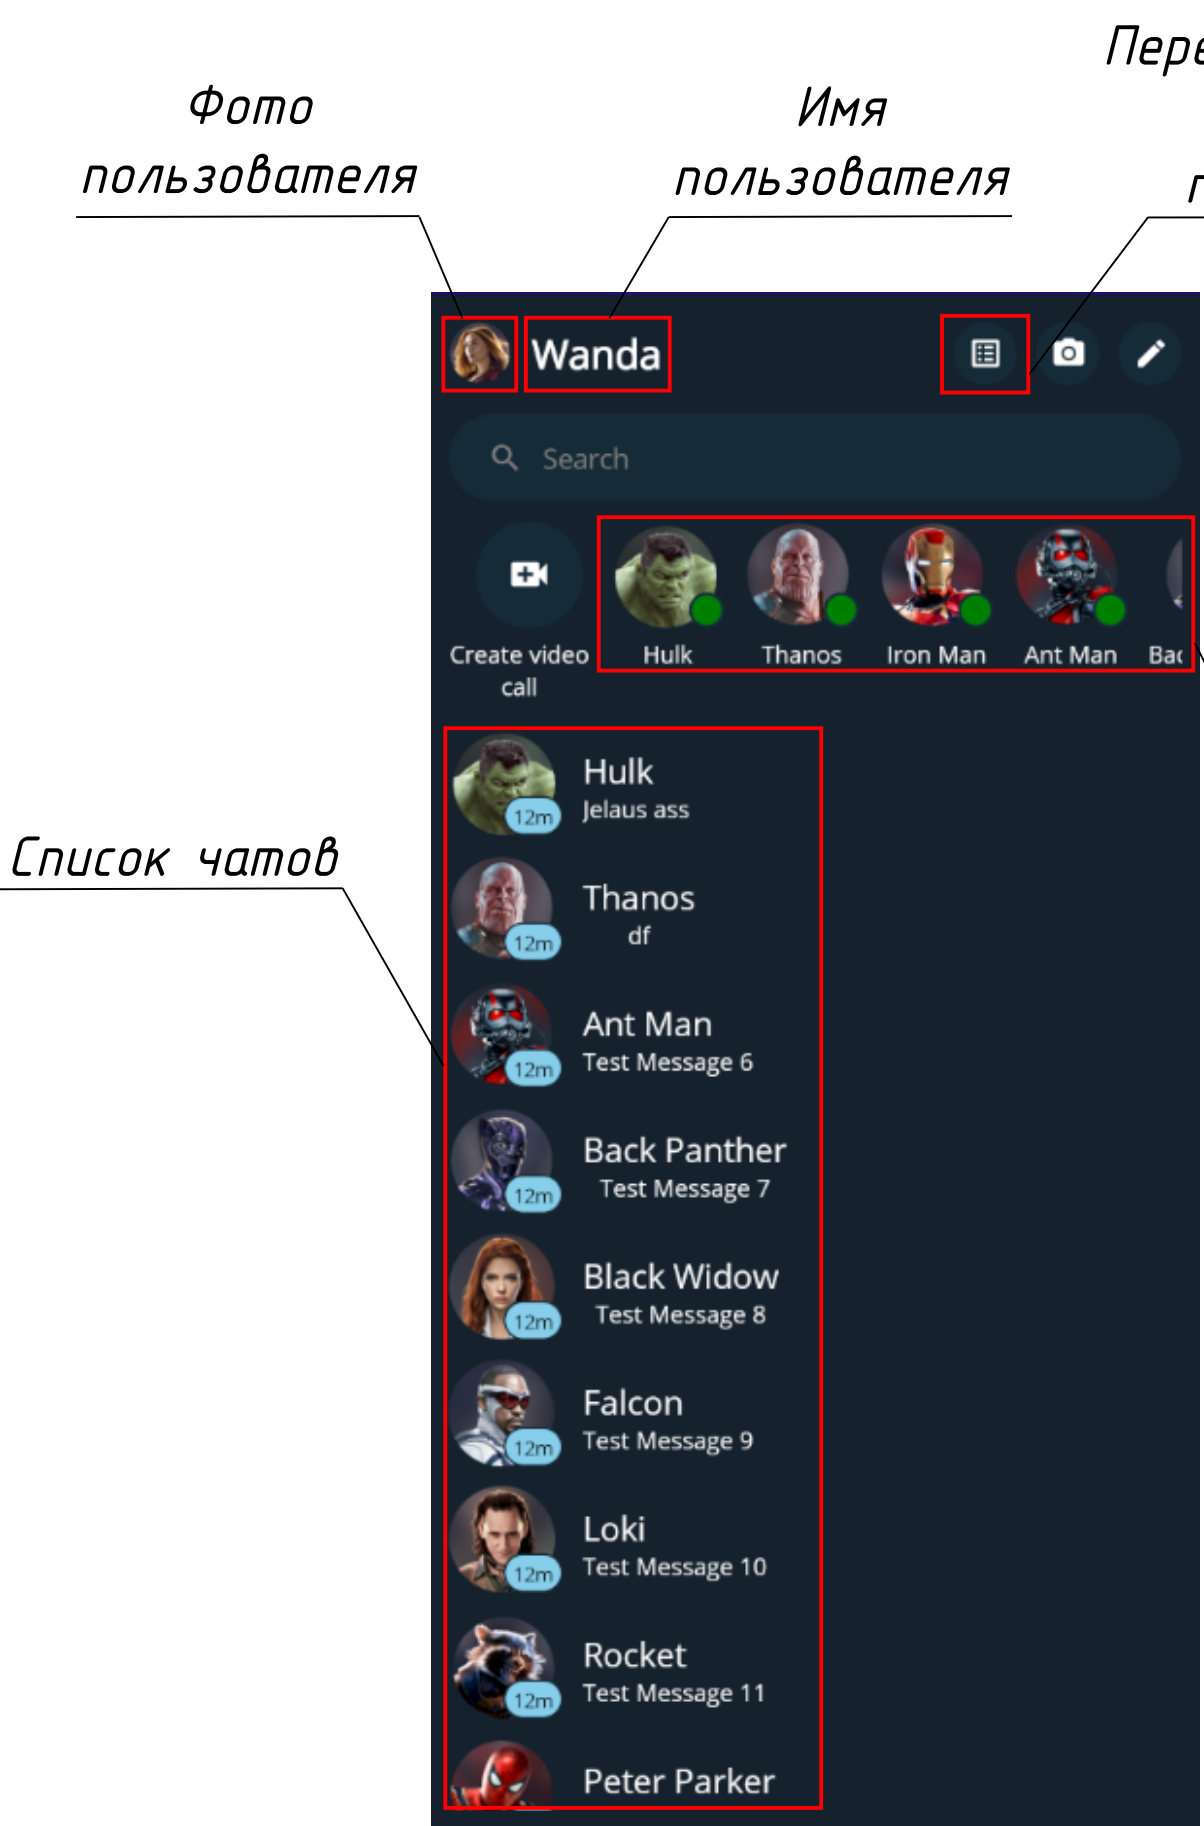 Фото
пользователя
Имя
пользователя
Wanda
Search
Create video
call
Hulk
Thanos
Iron Man
Ant Man
Список чатов
Hulk
Jelaus ass
12m
Thanos
df
12m
Ant Man
Test Message 6
12m
Back Panther
Test Message 7
12m
Black Widow
Test Message 8
12m
Falcon
Test Message 9
12m
Loki
Test Message 10
12m
Rocket
Test Message 11
12m
Peter Parker